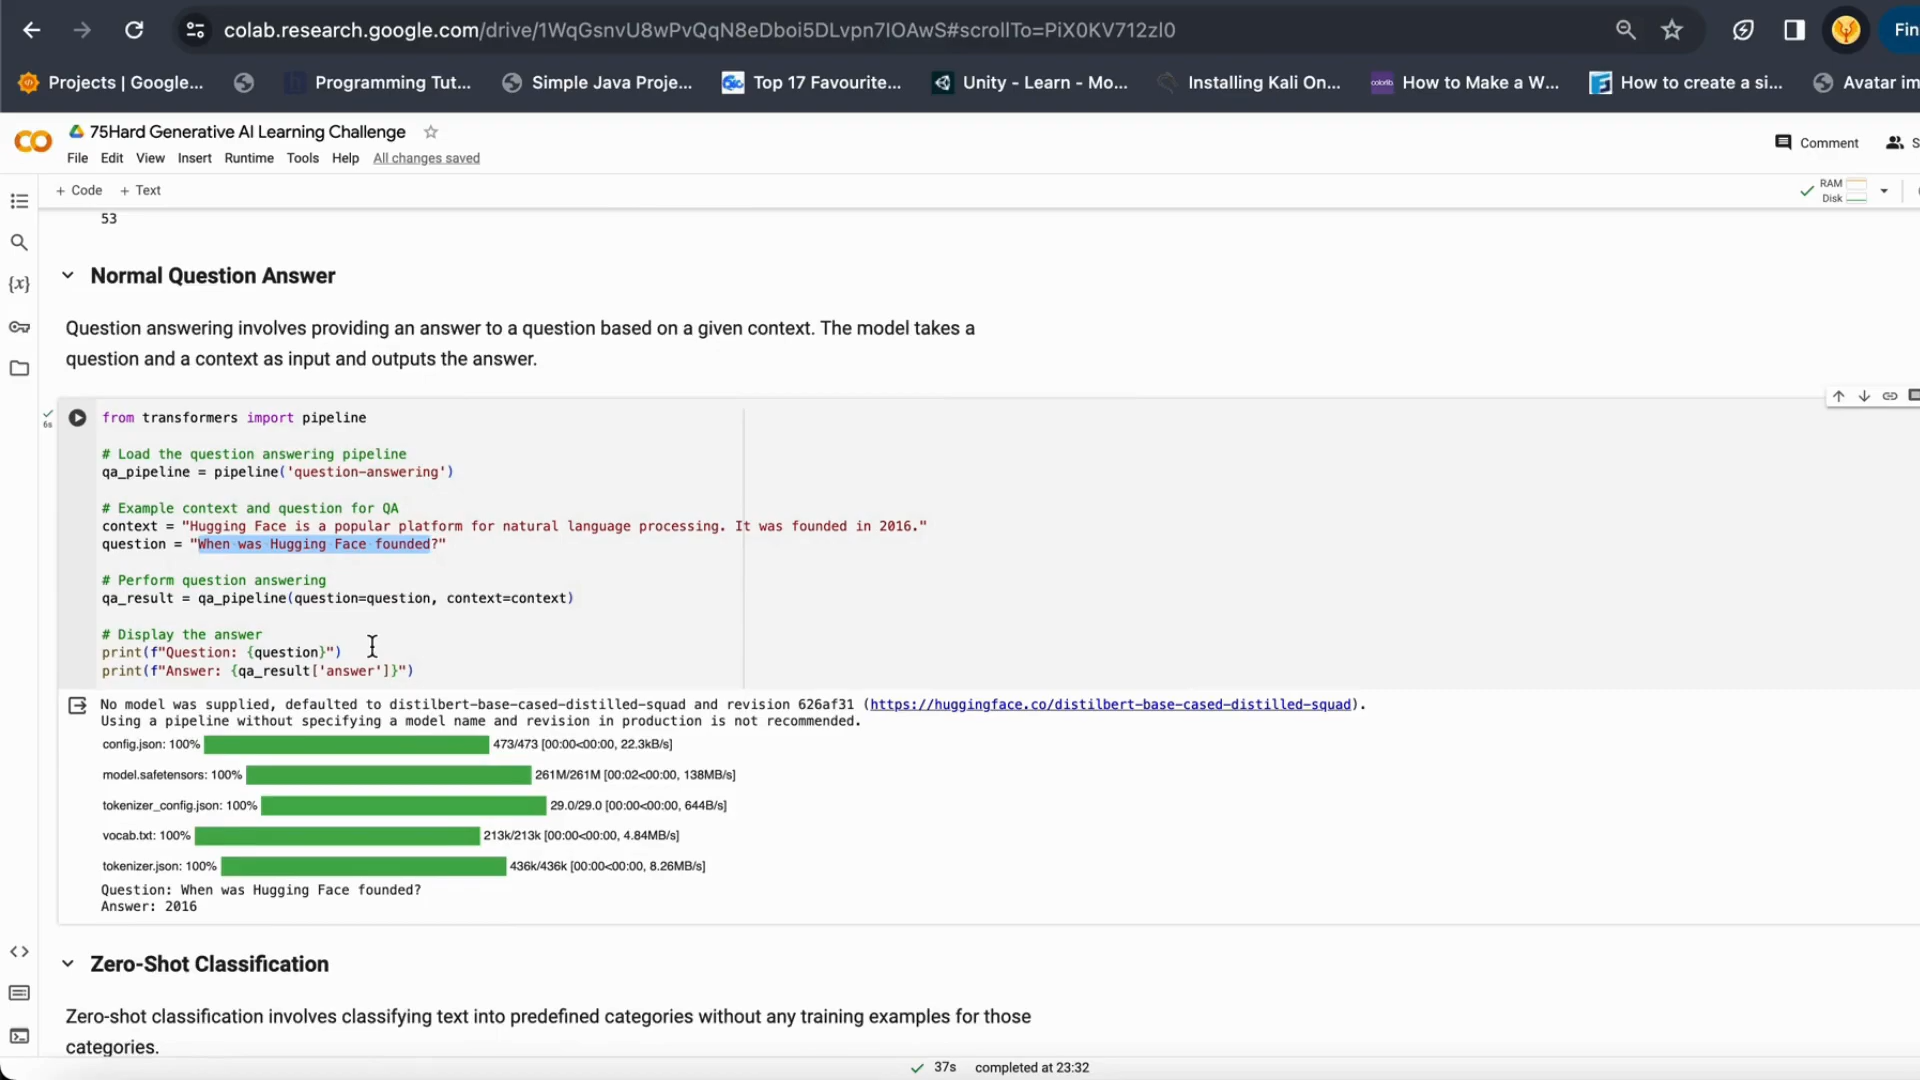 colab.research.google.com/drive/1WqGsnvU8wPvQqN8eDboi5DLvpn7IOAwS#scrollTo=PiX0KV712zI0
Fin
Projects | Google...
Programming Tut...
Simple Java Proje...
Top 17 Favourite...
Unity - Learn - Mo...
Installing Kali On...
How to Make a W...
How to create a si...
Avatar im
CO
75Hard Generative AI Learning Challenge
Comment
S
File Edit View Insert Runtime Tools Help All changes saved
+ Code + Text
RAM
Disk
53
Normal Question Answer
{x}
Question answering involves providing an answer to a question based on a given context. The model takes a
question and a context as input and outputs the answer.
6s
from transformers import pipeline
# Load the question answering pipeline
qa_pipeline = pipeline('question-answering')
# Example context and question for QA
context = "Hugging Face is a popular platform for natural language processing. It was founded in 2016."
question = "When was Hugging Face founded?"
# Perform question answering
qa_result = qa_pipeline(question=question, context=context)
# Display the answer
print(f"Question: {question}")
print(f"Answer: {qa_result['answer']}")
No model was supplied, defaulted to distilbert-base-cased-distilled-squad and revision 626af31 (https://huggingface.co/distilbert-base-cased-distilled-squad).
Using a pipeline without specifying a model name and revision in production is not recommended.
config.json: 100% 473/473 [00:00<00:00, 22.3kB/s]
model.safetensors: 100% 261M/261M [00:02<00:00, 138MB/s]
tokenizer_config.json: 100% 29.0/29.0 [00:00<00:00, 644B/s]
vocab.txt: 100% 213k/213k [00:00<00:00, 4.84MB/s]
tokenizer.json: 100% 436k/436k [00:00<00:00, 8.26MB/s]
Question: When was Hugging Face founded?
Answer: 2016
Zero-Shot Classification
Zero-shot classification involves classifying text into predefined categories without any training examples for those
categories.
37s completed at 23:32